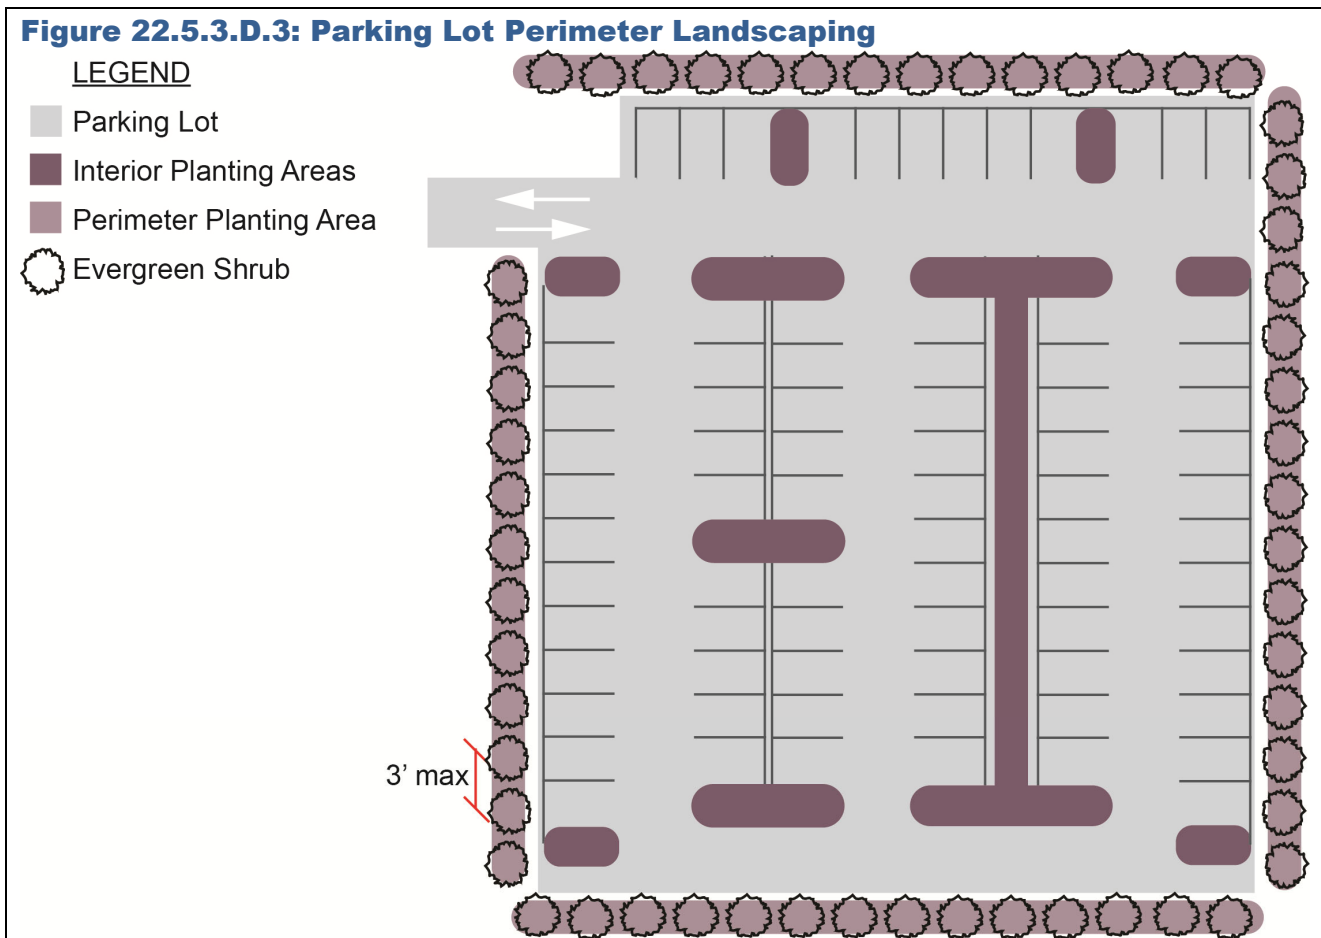 Figure 22.5.3.D.3: Parking Lot Perimeter Landscaping
LEGEND
Parking Lot
Interior Planting Areas
Perimeter Planting Area
Evergreen Shrub
3’ max